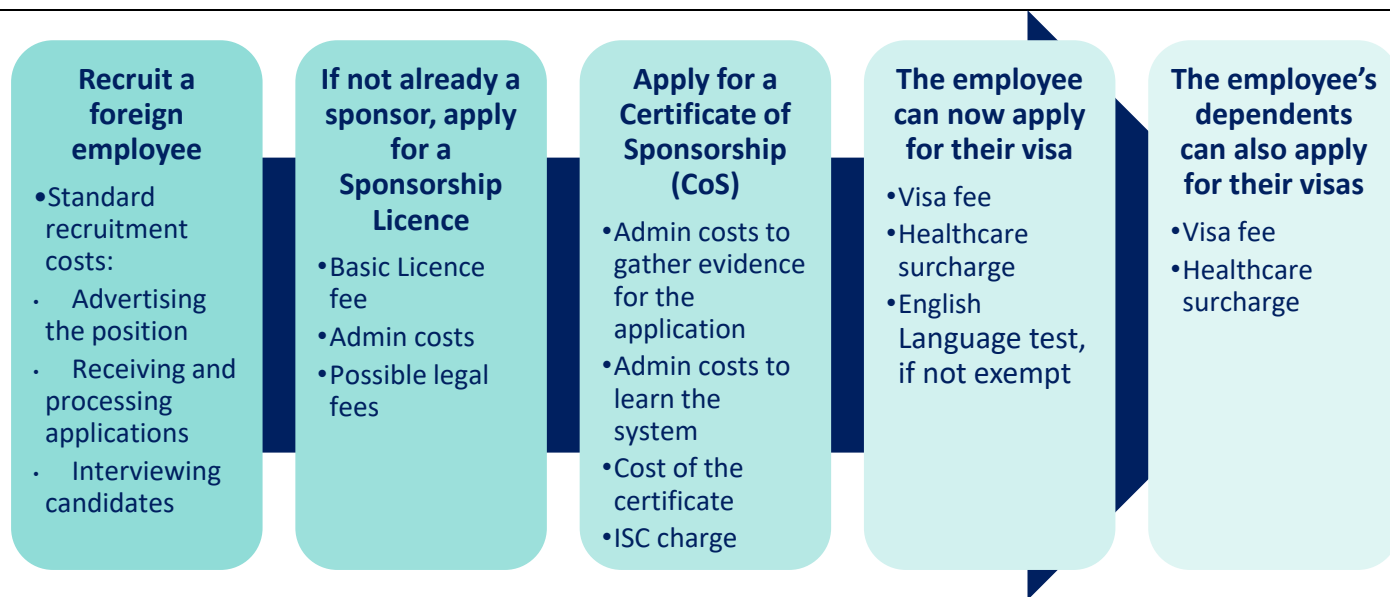 Recruit a
foreign
employee
•Standard
recruitment
costs:
• Advertising
the position
• Receiving and
processing
applications
• Interviewing
candidates
If not already a
sponsor, apply
for a
Sponsorship
Licence
•Basic Licence
fee
•Admin costs
•Possible legal
fees
Apply for a
Certificate of
Sponsorship
(CoS)
•Admin costs to
gather evidence
for the
application
•Admin costs to
learn the
system
•Cost of the
certificate
•ISC charge
The employee
can now apply
for their visa
•Visa fee
•Healthcare
surcharge
•English
Language test,
if not exempt
The employee’s
dependents
can also apply
for their visas
•Visa fee
•Healthcare
surcharge